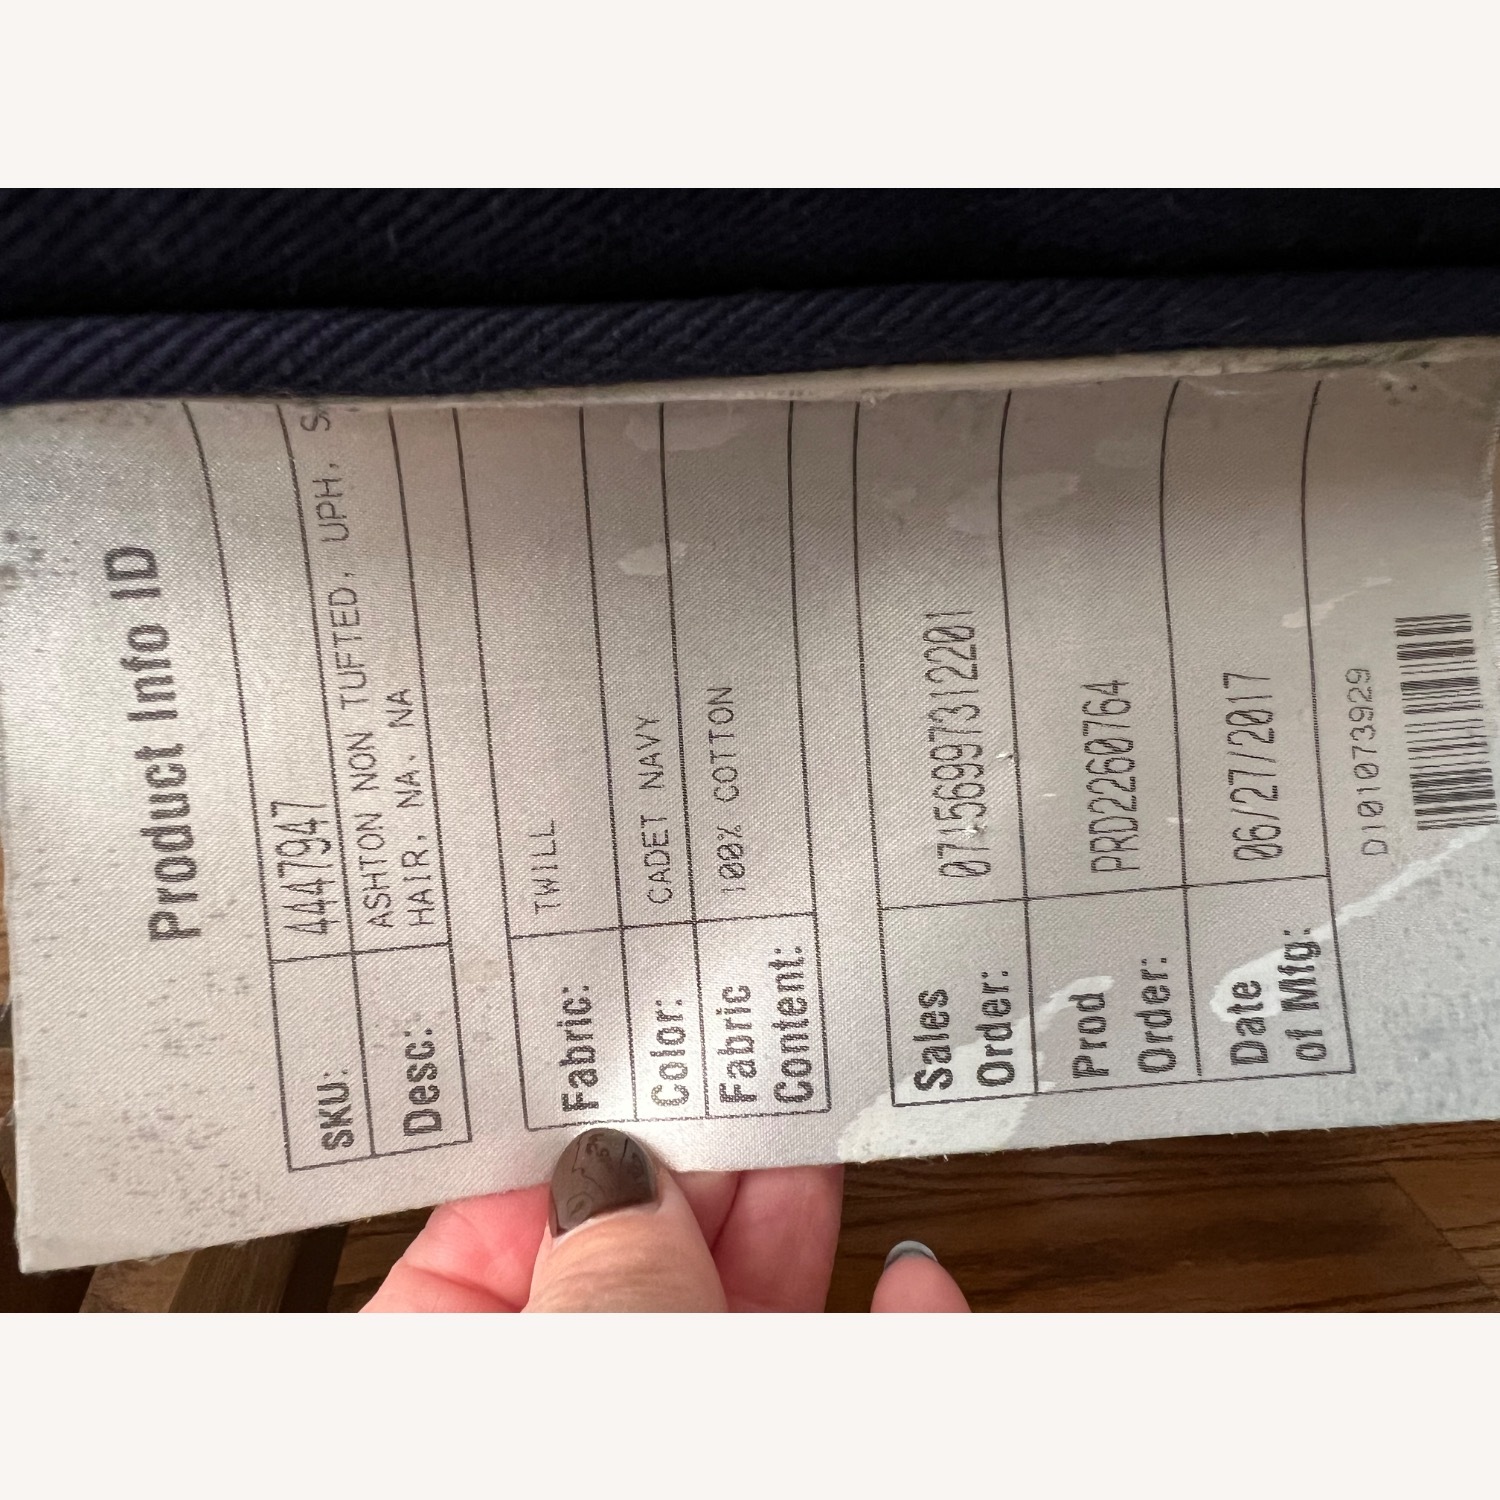 Product Info ID
SKU: 4447947
Desc: ASHTON NON TUFTED, UPH, S
HAIR, NA, NA
Fabric: TWILL
Color: CADET NAVY
Fabric Content: 100% COTTON
Sales Order: 07156997312201
Prod Order: PRD2260764
Date of Mfg: 06/27/2017
D101073929